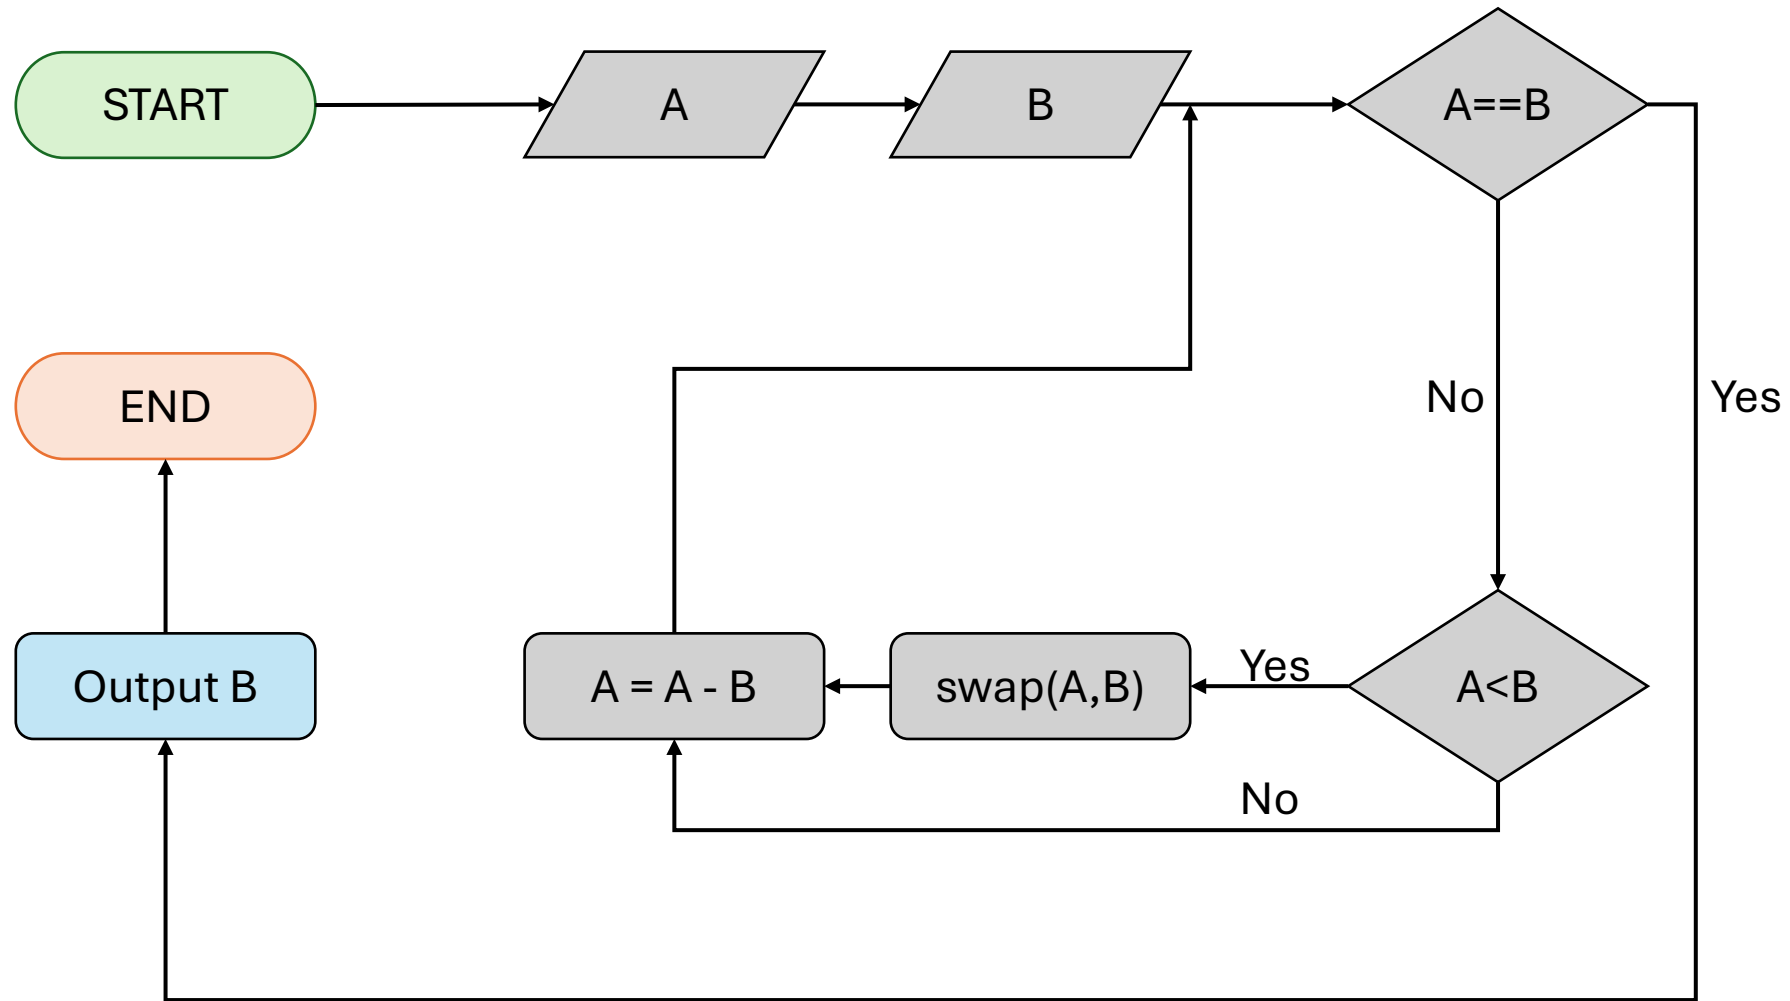 START
A
B
A==B
No
Yes
END
Output B
A = A - B
swap(A,B)
Yes
A<B
No